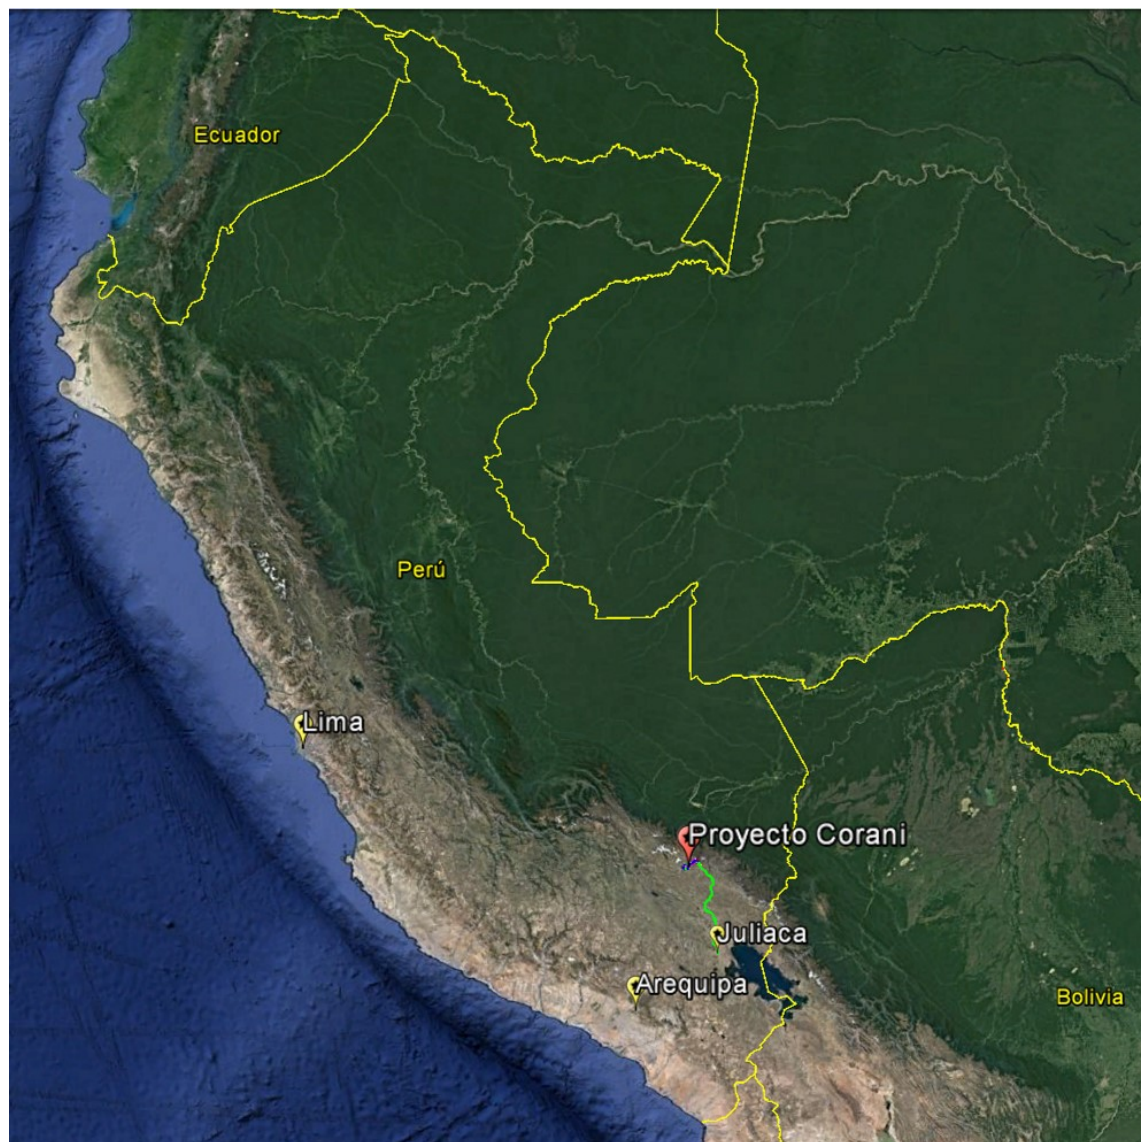 Ecuador
Perú
Lima
Proyecto Corani
Juliaca
Arequipa
Bolivia